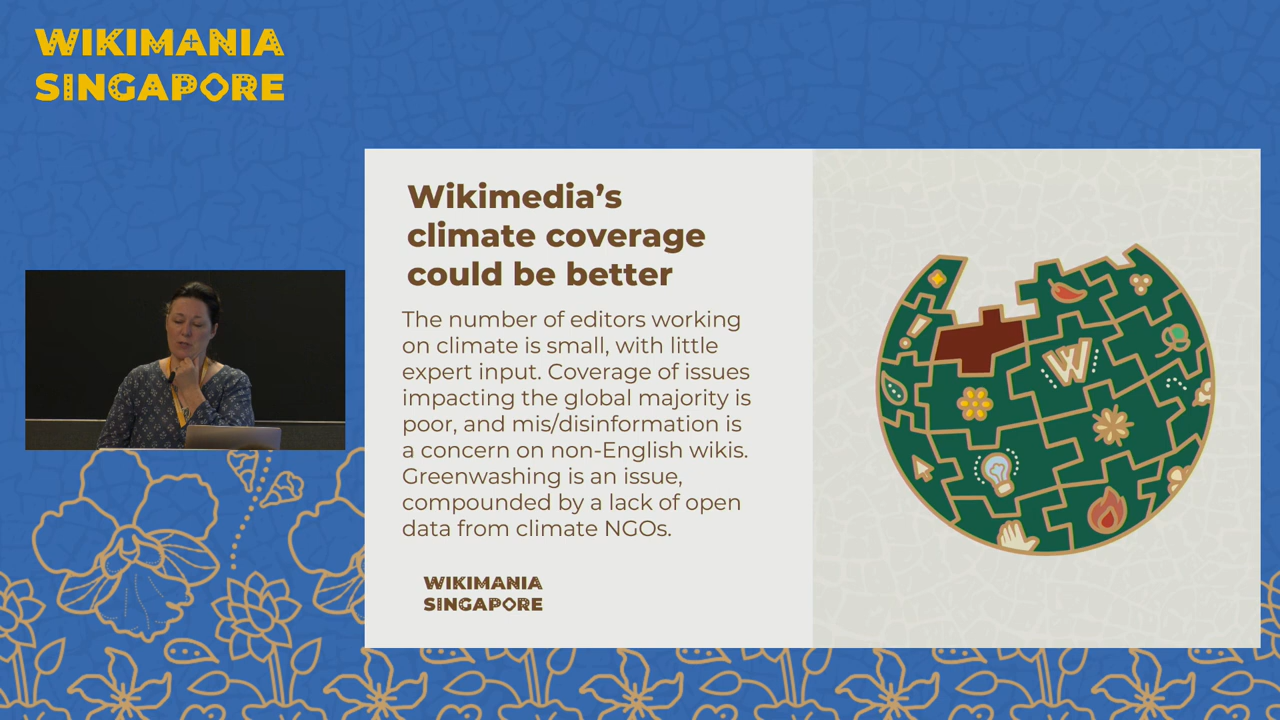 WIKIMANIA
SINGAPORE
Wikimedia’s
climate coverage
could be better
The number of editors working
on climate is small, with little
expert input. Coverage of issues
impacting the global majority is
poor, and mis/disinformation is
a concern on non-English wikis.
Greenwashing is an issue,
compounded by a lack of open
data from climate NGOs.
W
WIKIMANIA
SINGAPORE